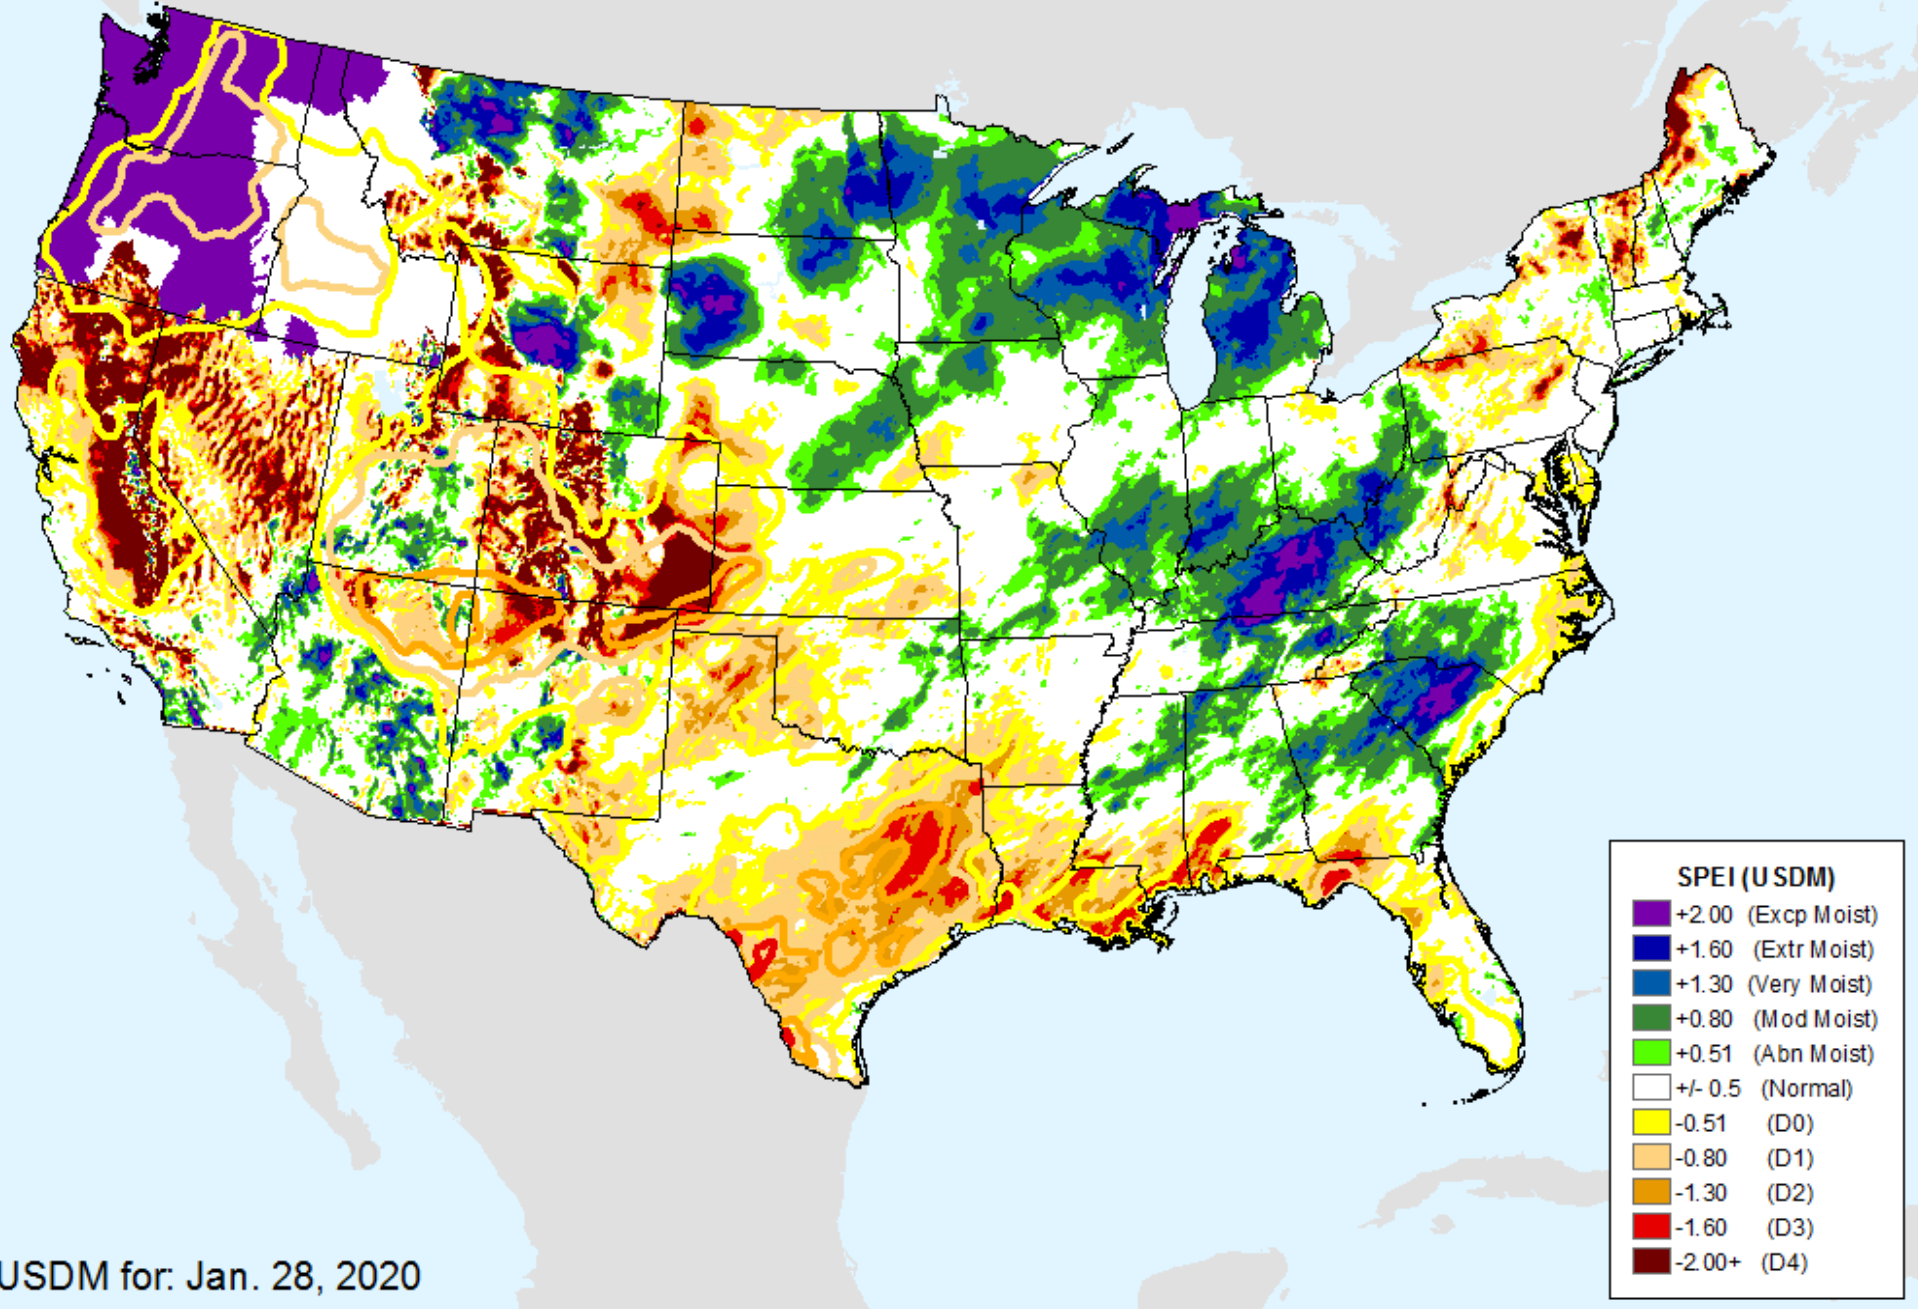 SPEI (USDM)
+2.00 (Excp Moist)
+1.60 (Extr Moist)
+1.30 (Very Moist)
+0.80 (Mod Moist)
+0.51 (Abn Moist)
+/- 0.5 (Normal)
-0.51 (D0)
-0.80 (D1)
-1.30 (D2)
-1.60 (D3)
-2.00+ (D4)
USDM for: Jan. 28, 2020